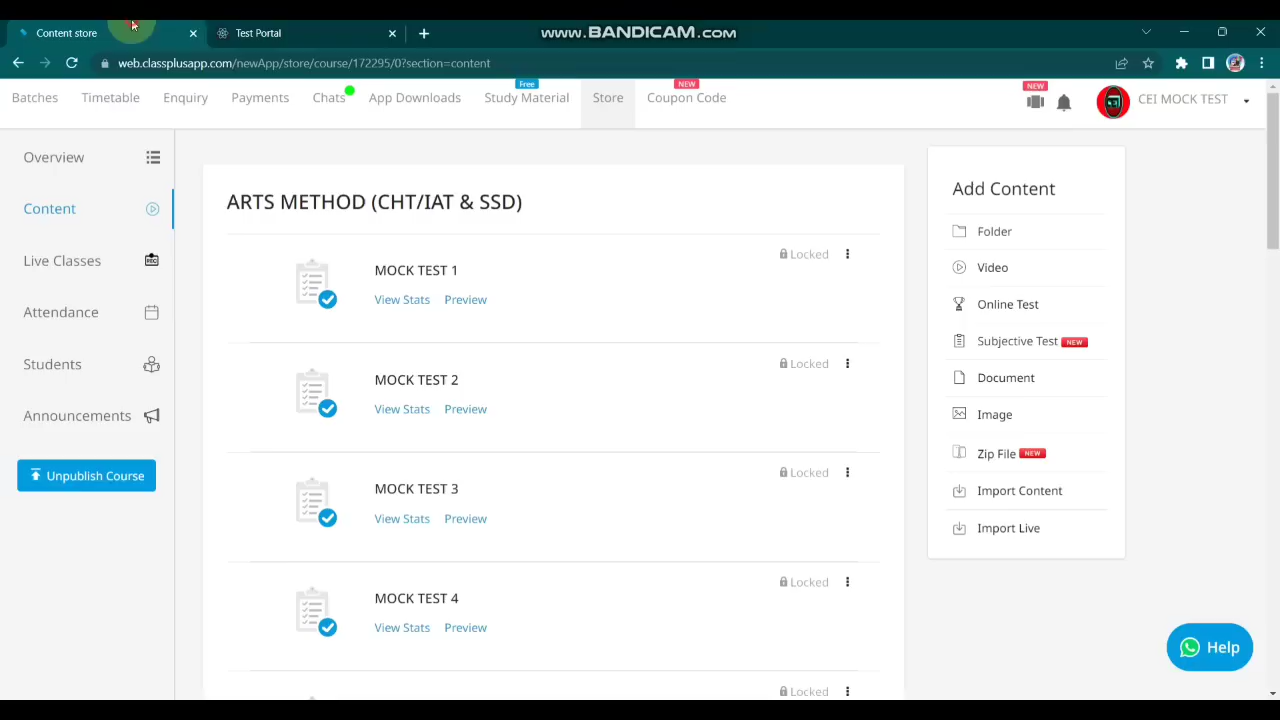 Content store
Test Portal
www.BANDICAM.com
web.classplusapp.com/newApp/store/course/172295/0?section=content
Batches
Timetable
Enquiry
Payments
Chats
App Downloads
Free
Study Material
Store
NEW
Coupon Code
NEW
CEI MOCK TEST
Overview
Content
Live Classes
REC
Attendance
Students
Announcements
Unpublish Course
ARTS METHOD (CHT/IAT & SSD)
Locked
MOCK TEST 1
View Stats Preview
Locked
MOCK TEST 2
View Stats Preview
Locked
MOCK TEST 3
View Stats Preview
Locked
MOCK TEST 4
View Stats Preview
Locked
Add Content
Folder
Video
Online Test
Subjective Test NEW
Document
Image
Zip File NEW
Import Content
Import Live
Help